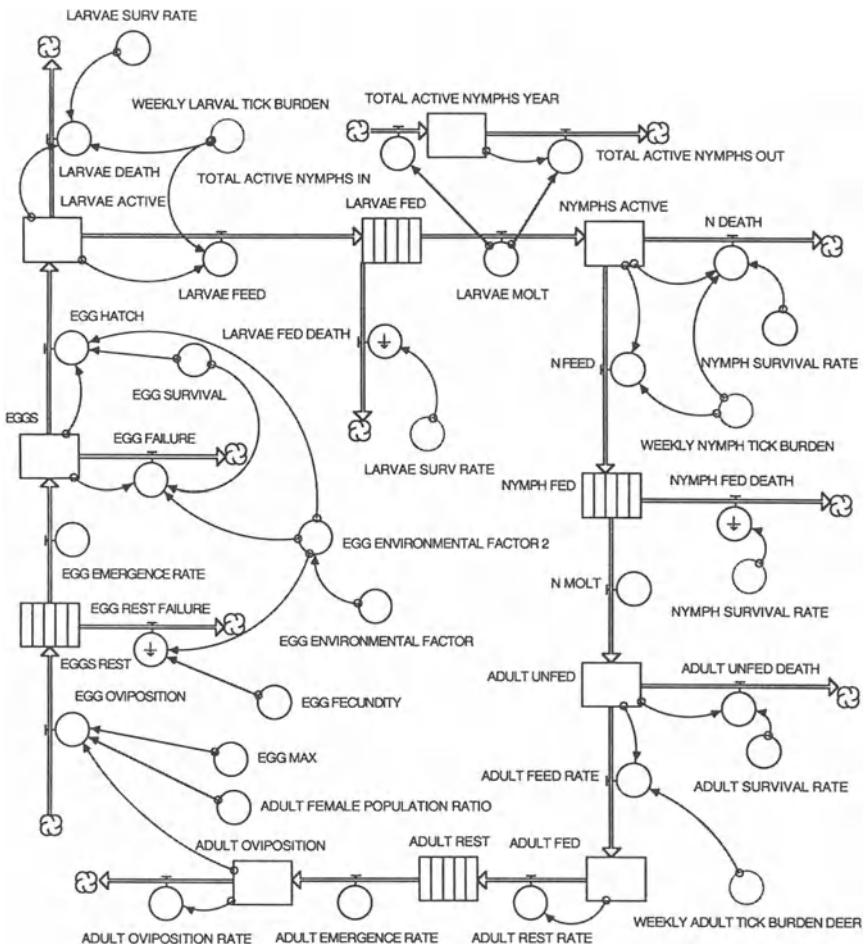 LARVAE SURV RATE
WEEKLY LARVAL TICK BURDEN
TOTAL ACTIVE NYMPHS YEAR
LARVAE DEATH
TOTAL ACTIVE NYMPHS OUT
TOTAL ACTIVE NYMPHS IN
LARVAE ACTIVE
LARVAE FED
NYMPHS ACTIVE
N DEATH
LARVAE FEED
LARVAE MOLT
EGG HATCH
LARVAE FED DEATH
N FEED
NYMPH SURVIVAL RATE
EGG SURVIVAL
EGGS
EGG FAILURE
LARVAE SURV RATE
WEEKLY NYMPH TICK BURDEN
NYMPH FED
NYMPH FED DEATH
EGG ENVIRONMENTAL FACTOR 2
EGG EMERGENCE RATE
N MOLT
EGG REST FAILURE
NYMPH SURVIVAL RATE
EGG ENVIRONMENTAL FACTOR
EGGS REST
ADULT UNFED
ADULT UNFED DEATH
EGG OVIPOSITION
EGG FECUNDITY
EGG MAX
ADULT FEED RATE
ADULT SURVIVAL RATE
ADULT FEMALE POPULATION RATIO
ADULT OVIPOSITION
ADULT REST
ADULT FED
WEEKLY ADULT TICK BURDEN DEER
ADULT OVIPOSITION RATE
ADULT EMERGENCE RATE
ADULT REST RATE